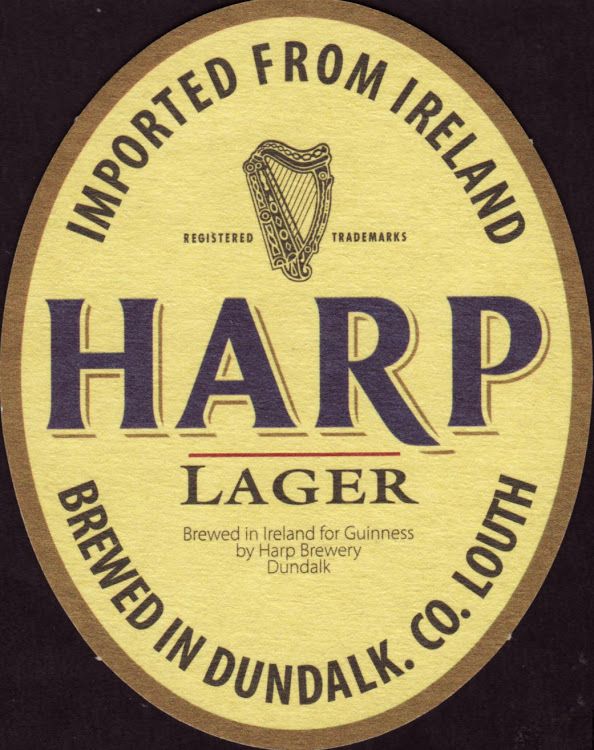 IMPORTED FROM IRELAND
REGISTERED TRADEMARKS
HARP
LAGER
Brewed in Ireland for Guinness
by Harp Brewery
Dundalk
BREWED IN DUNDALK. CO. LOUTH